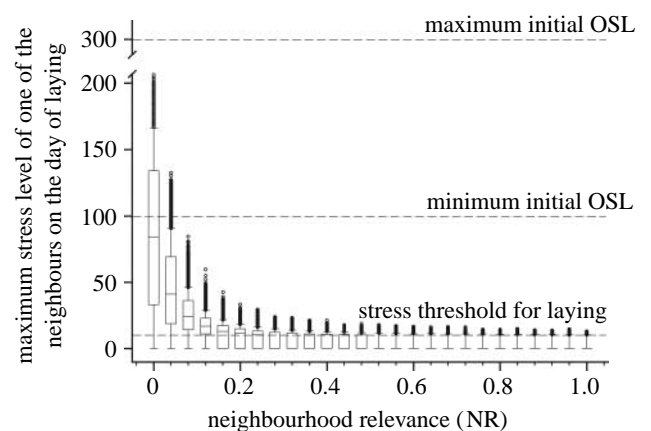 maximum initial OSL
300
200
150
minimum initial OSL
100
50
stress threshold for laying
0
maximum stress level of one of the
neighbours on the day of laying
0 0.2 0.4 0.6 0.8 1.0
neighbourhood relevance (NR)